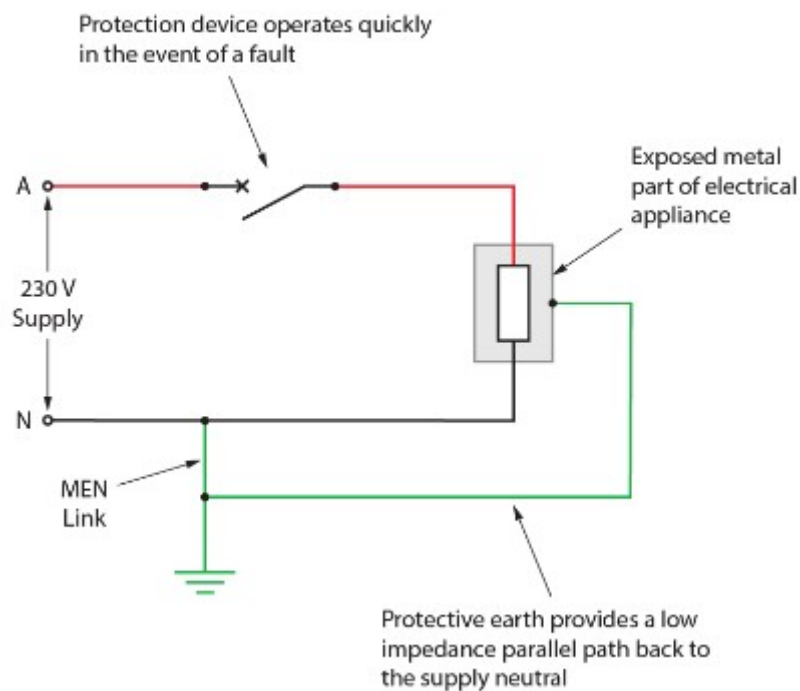 Protection device operates quickly
in the event of a fault
A
Exposed metal
part of electrical
appliance
230 V
Supply
N
MEN
Link
Protective earth provides a low
impedance parallel path back to
the supply neutral